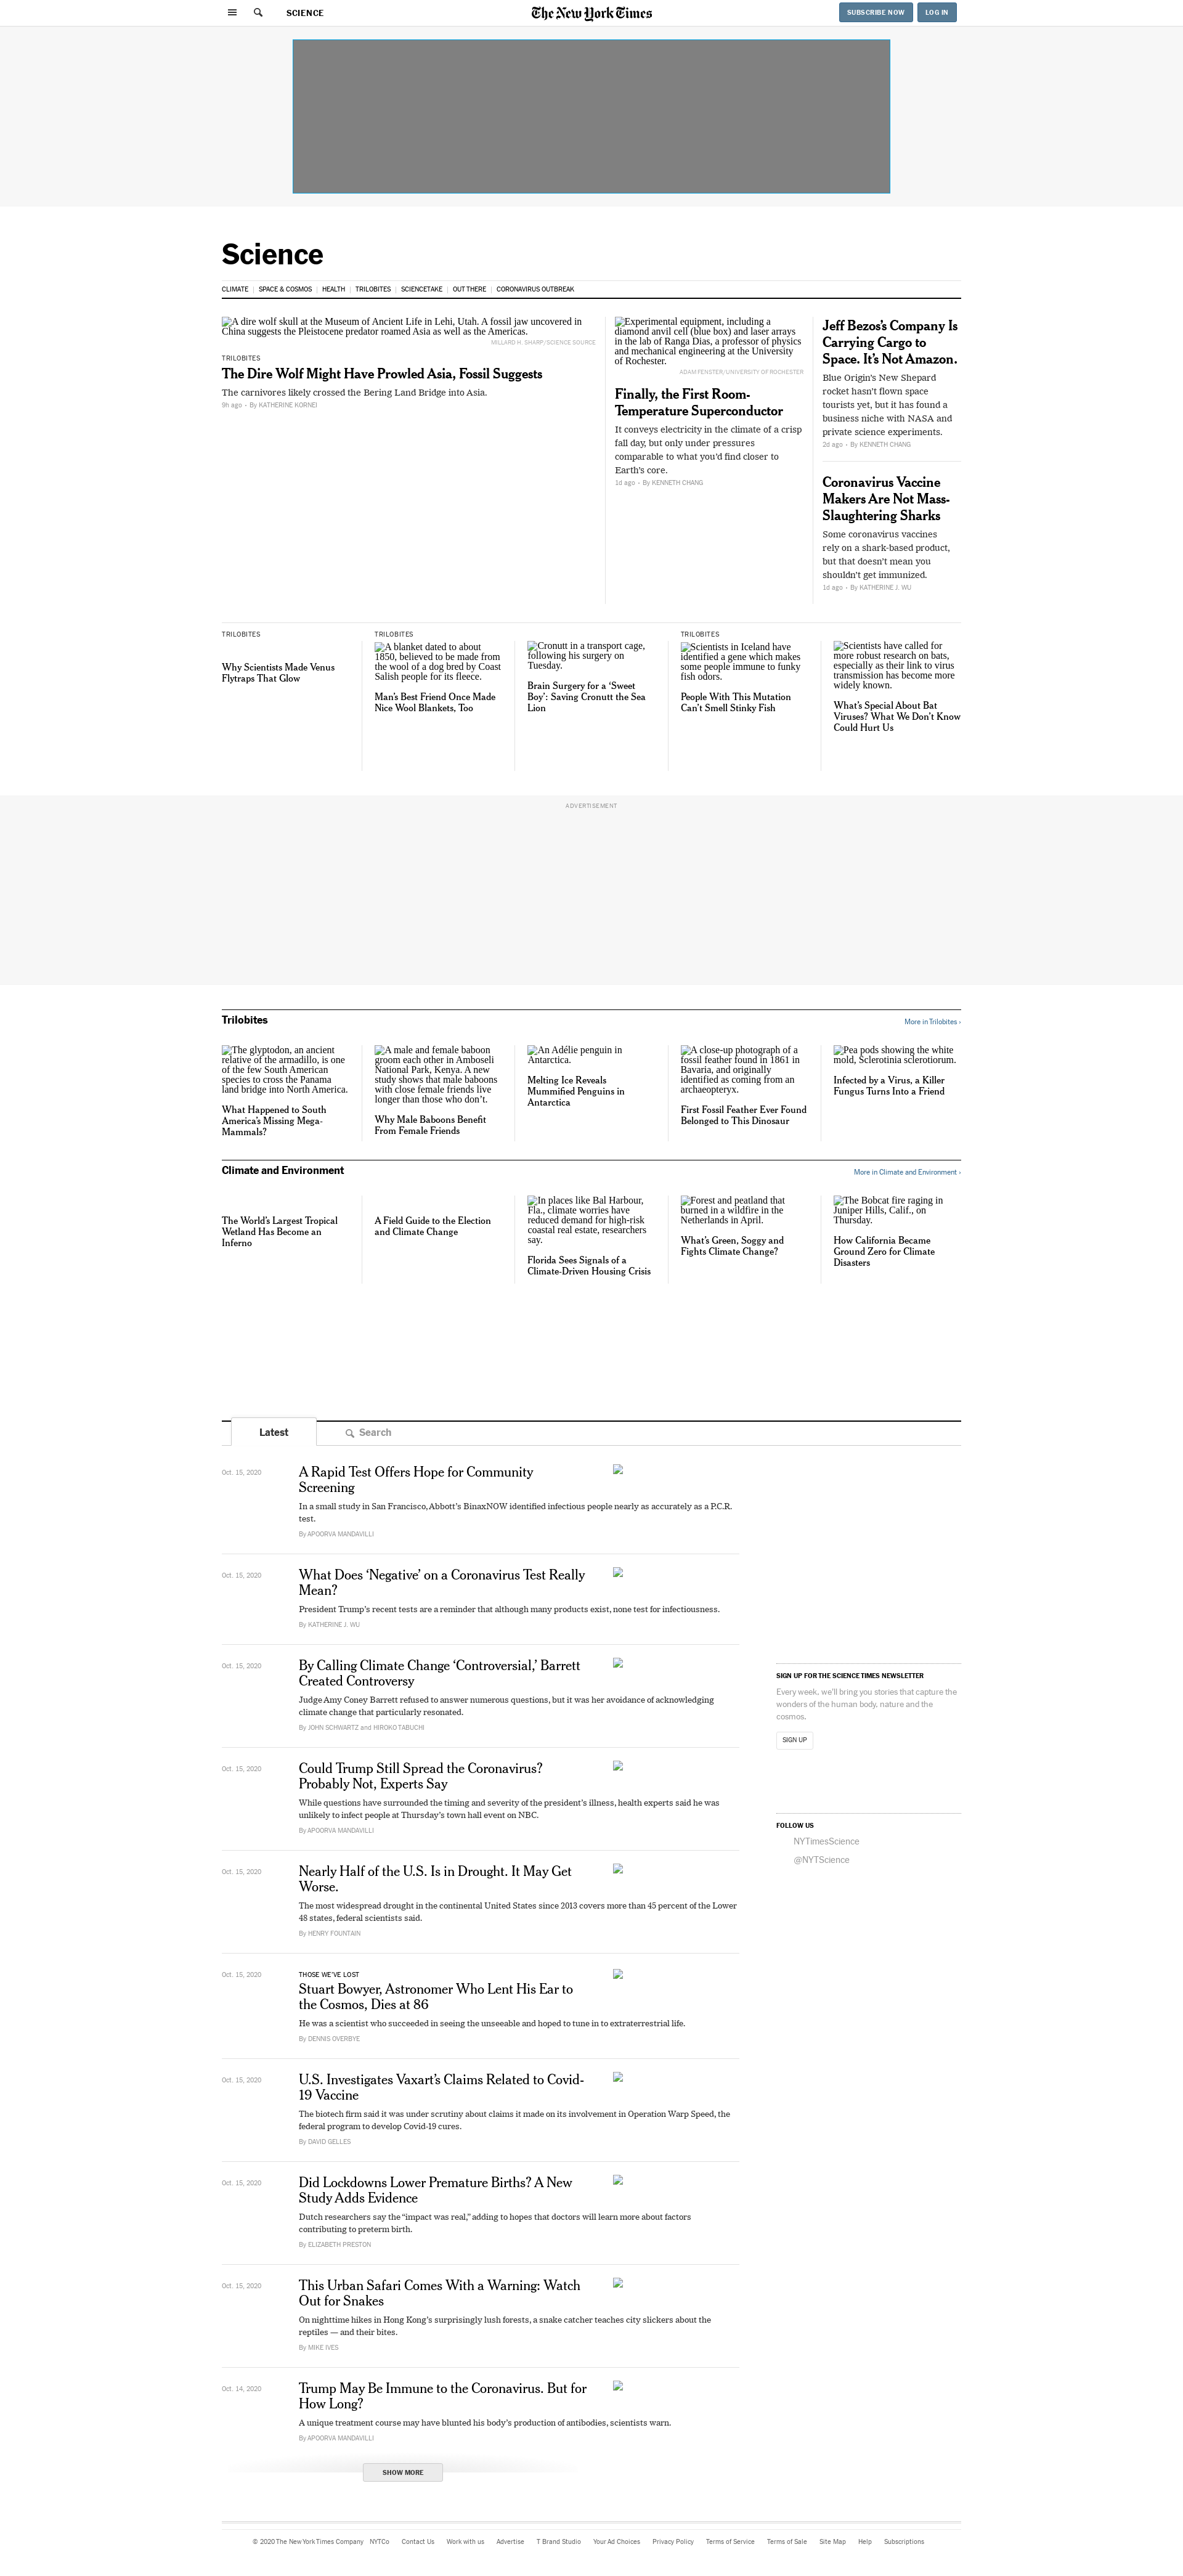 SCIENCE
The New York Times
SUBSCRIBE NOW
LOG IN
Science
CLIMATE | SPACE & COSMOS | HEALTH | TRILOBITES | SCIENCETAKE | OUT THERE | CORONAVIRUS OUTBREAK
A dire wolf skull at the Museum of Ancient Life in Lehi, Utah. A fossil jaw uncovered in
China suggests the Pleistocene predator roamed Asia as well as the Americas.
MILLARD H. SHARP/SCIENCE SOURCE
TRILOBITES
The Dire Wolf Might Have Prowled Asia, Fossil Suggests
The carnivores likely crossed the Bering Land Bridge into Asia.
9h ago • By KATHERINE KORNEI
Experimental equipment, including a
diamond anvil cell (blue box) and laser arrays
in the lab of Ranga Dias, a professor of physics
and mechanical engineering at the University
of Rochester.
ADAM FENSTER/UNIVERSITY OF ROCHESTER
Finally, the First Room-
Temperature Superconductor
It conveys electricity in the climate of a crisp
fall day, but only under pressures
comparable to what you’d find closer to
Earth’s core.
1d ago • By KENNETH CHANG
Jeff Bezos’s Company Is
Carrying Cargo to
Space. It’s Not Amazon.
Blue Origin’s New Shepard
rocket hasn’t flown space
tourists yet, but it has found a
business niche with NASA and
private science experiments.
2d ago • By KENNETH CHANG
Coronavirus Vaccine
Makers Are Not Mass-
Slaughtering Sharks
Some coronavirus vaccines
rely on a shark-based product,
but that doesn’t mean you
shouldn’t get immunized.
1d ago • By KATHERINE J. WU
TRILOBITES
Why Scientists Made Venus
Flytraps That Glow
TRILOBITES
A blanket dated to about
1850, believed to be made from
the wool of a dog bred by Coast
Salish people for its fleece.
Man’s Best Friend Once Made
Nice Wool Blankets, Too
Cronutt in a transport cage,
following his surgery on
Tuesday.
Brain Surgery for a ‘Sweet
Boy’: Saving Cronutt the Sea
Lion
TRILOBITES
Scientists in Iceland have
identified a gene which makes
some people immune to funky
fish odors.
People With This Mutation
Can’t Smell Stinky Fish
Scientists have called for
more robust research on bats,
especially as their link to virus
transmission has become more
widely known.
What’s Special About Bat
Viruses? What We Don’t Know
Could Hurt Us
ADVERTISEMENT
Trilobites
More in Trilobites ›
The glyptodon, an ancient
relative of the armadillo, is one
of the few South American
species to cross the Panama
land bridge into North America.
What Happened to South
America’s Missing Mega-
Mammals?
A male and female baboon
groom each other in Amboseli
National Park, Kenya. A new
study shows that male baboons
with close female friends live
longer than those who don’t.
Why Male Baboons Benefit
From Female Friends
An Adélie penguin in
Antarctica.
Melting Ice Reveals
Mummified Penguins in
Antarctica
A close-up photograph of a
fossil feather found in 1861 in
Bavaria, and originally
identified as coming from an
archaeopteryx.
First Fossil Feather Ever Found
Belonged to This Dinosaur
Pea pods showing the white
mold, Sclerotinia sclerotiorum.
Infected by a Virus, a Killer
Fungus Turns Into a Friend
Climate and Environment
More in Climate and Environment ›
The World’s Largest Tropical
Wetland Has Become an
Inferno
A Field Guide to the Election
and Climate Change
In places like Bal Harbour,
Fla., climate worries have
reduced demand for high-risk
coastal real estate, researchers
say.
Florida Sees Signals of a
Climate-Driven Housing Crisis
Forest and peatland that
burned in a wildfire in the
Netherlands in April.
What’s Green, Soggy and
Fights Climate Change?
The Bobcat fire raging in
Juniper Hills, Calif., on
Thursday.
How California Became
Ground Zero for Climate
Disasters
Latest
Search
Oct. 15, 2020
A Rapid Test Offers Hope for Community
Screening
In a small study in San Francisco, Abbott’s BinaxNOW identified infectious people nearly as accurately as a P.C.R.
test.
By APOORVA MANDAVILLI
Oct. 15, 2020
What Does ‘Negative’ on a Coronavirus Test Really
Mean?
President Trump’s recent tests are a reminder that although many products exist, none test for infectiousness.
By KATHERINE J. WU
Oct. 15, 2020
By Calling Climate Change ‘Controversial,’ Barrett
Created Controversy
Judge Amy Coney Barrett refused to answer numerous questions, but it was her avoidance of acknowledging
climate change that particularly resonated.
By JOHN SCHWARTZ and HIROKO TABUCHI
Oct. 15, 2020
Could Trump Still Spread the Coronavirus?
Probably Not, Experts Say
While questions have surrounded the timing and severity of the president’s illness, health experts said he was
unlikely to infect people at Thursday’s town hall event on NBC.
By APOORVA MANDAVILLI
Oct. 15, 2020
Nearly Half of the U.S. Is in Drought. It May Get
Worse.
The most widespread drought in the continental United States since 2013 covers more than 45 percent of the Lower
48 states, federal scientists said.
By HENRY FOUNTAIN
Oct. 15, 2020
THOSE WE’VE LOST
Stuart Bowyer, Astronomer Who Lent His Ear to
the Cosmos, Dies at 86
He was a scientist who succeeded in seeing the unseeable and hoped to tune in to extraterrestrial life.
By DENNIS OVERBYE
Oct. 15, 2020
U.S. Investigates Vaxart’s Claims Related to Covid-
19 Vaccine
The biotech firm said it was under scrutiny about claims it made on its involvement in Operation Warp Speed, the
federal program to develop Covid-19 cures.
By DAVID GELLES
Oct. 15, 2020
Did Lockdowns Lower Premature Births? A New
Study Adds Evidence
Dutch researchers say the “impact was real,” adding to hopes that doctors will learn more about factors
contributing to preterm birth.
By ELIZABETH PRESTON
Oct. 15, 2020
This Urban Safari Comes With a Warning: Watch
Out for Snakes
On nighttime hikes in Hong Kong’s surprisingly lush forests, a snake catcher teaches city slickers about the
reptiles — and their bites.
By MIKE IVES
Oct. 14, 2020
Trump May Be Immune to the Coronavirus. But for
How Long?
A unique treatment course may have blunted his body’s production of antibodies, scientists warn.
By APOORVA MANDAVILLI
SHOW MORE
SIGN UP FOR THE SCIENCE TIMES NEWSLETTER
Every week, we’ll bring you stories that capture the
wonders of the human body, nature and the
cosmos.
SIGN UP
FOLLOW US
NYTimesScience
@NYTScience
© 2020 The New York Times Company NYTCo Contact Us Work with us Advertise T Brand Studio Your Ad Choices Privacy Policy Terms of Service Terms of Sale Site Map Help Subscriptions